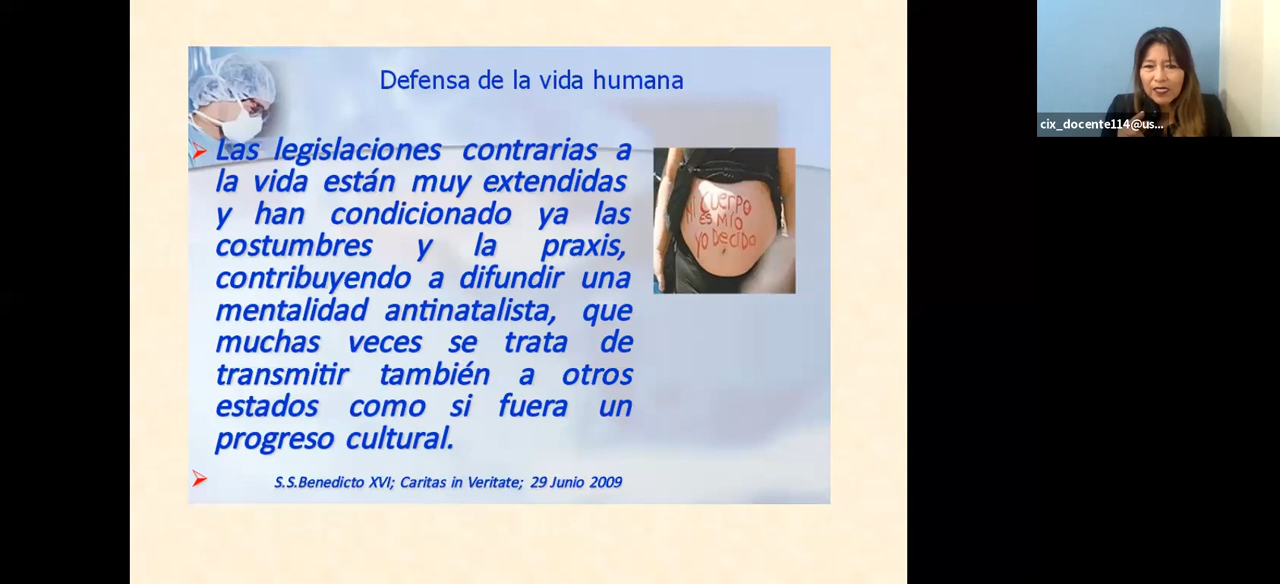 Defensa de la vida humana
Las legislaciones contrarias a
la vida están muy extendidas
y han condicionado ya las
costumbres y la praxis,
contribuyendo a difundir una
mentalidad antinatalista, que
muchas veces se trata de
transmitir también a otros
estados como si fuera un
progreso cultural.
S.S.Benedicto XVI; Caritas in Veritate; 29 Junio 2009
MI CUERPO
ES MÍO
YO DECIDO
cix_docente114@us...